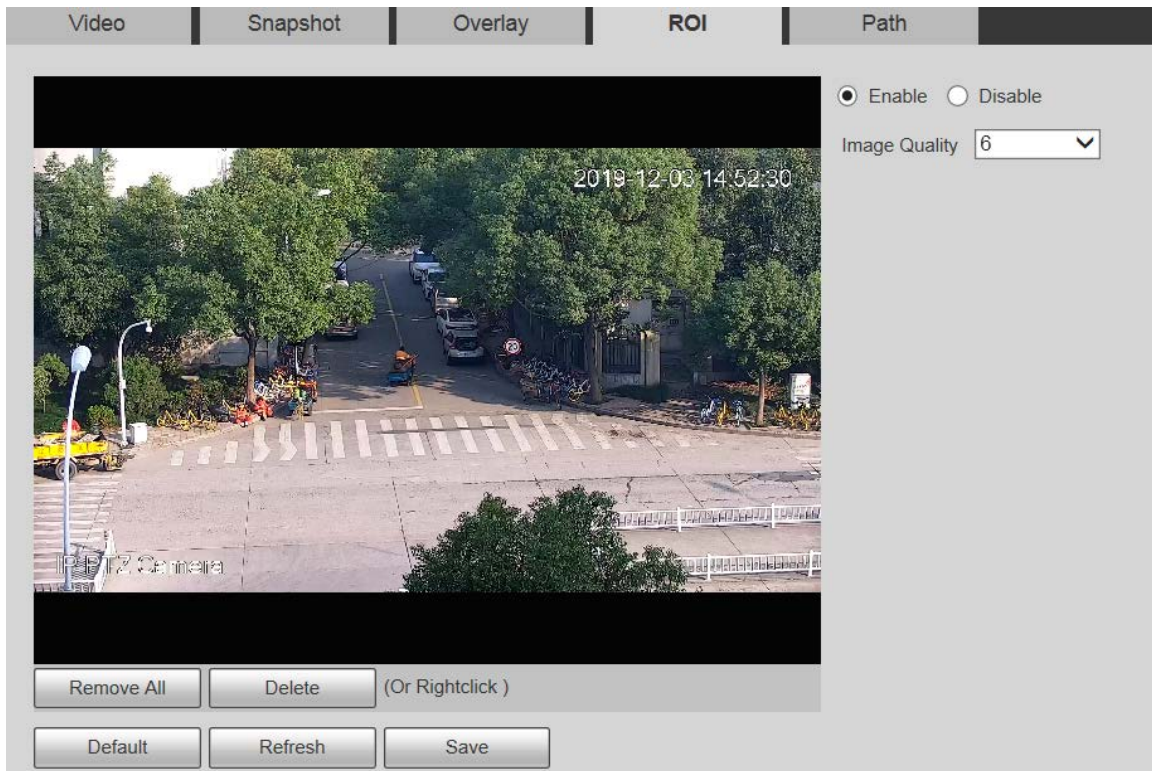 Video Snapshot Overlay ROI Path
Enable Disable
Image Quality 6
2019-12-03 14:52:30
20
IP PTZ Camera
Remove All Delete (Or Rightclick )
Default Refresh Save